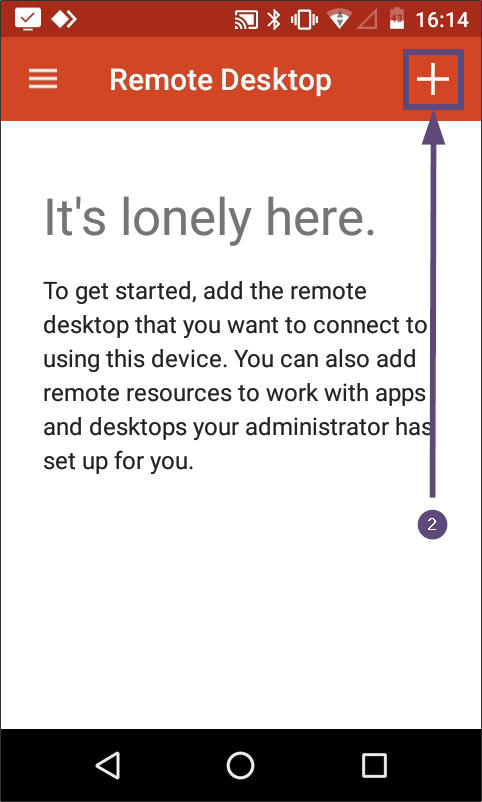 16:14
Remote Desktop
It's lonely here.
To get started, add the remote
desktop that you want to connect to
using this device. You can also add
remote resources to work with apps
and desktops your administrator has
set up for you.
2